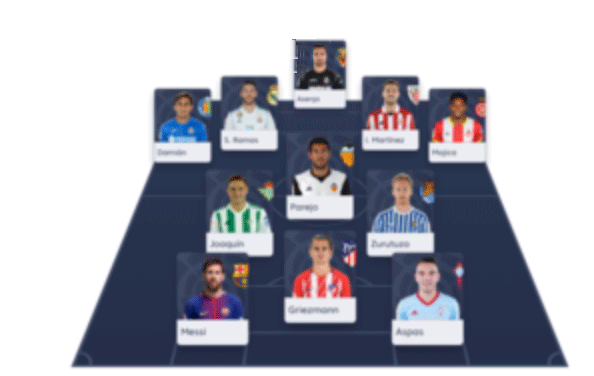 Asenjo
Damián
S. Ramos
I. Martínez
Mojica
Parejo
Joaquín
Zurutuza
Griezmann
Messi
Aspas